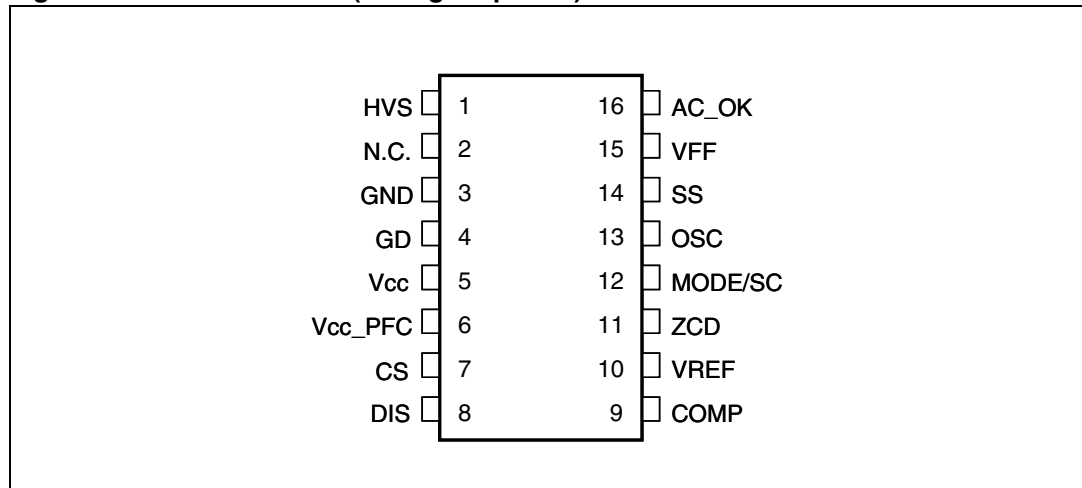 HVS 1 16 AC_OK
N.C. 2 15 VFF
GND 3 14 SS
GD 4 13 OSC
Vcc 5 12 MODE/SC
Vcc_PFC 6 11 ZCD
CS 7 10 VREF
DIS 8 9 COMP